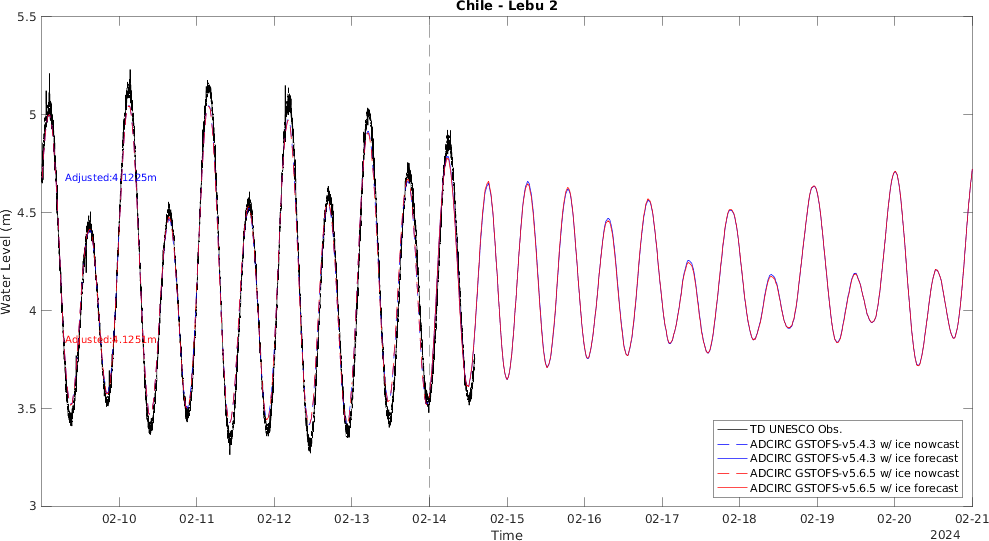 Chile - Lebu 2
5.5
5
4.5
4
3.5
3
Water Level (m)
Adjusted:4.1225m
Adjusted:4.1251m
TD UNESCO Obs.
ADCIRC GSTOFS-v5.4.3 w/ ice nowcast
ADCIRC GSTOFS-v5.4.3 w/ ice forecast
ADCIRC GSTOFS-v5.6.5 w/ ice nowcast
ADCIRC GSTOFS-v5.6.5 w/ ice forecast
02-10 02-11 02-12 02-13 02-14 02-15 02-16 02-17 02-18 02-19 02-20 02-21
Time
2024